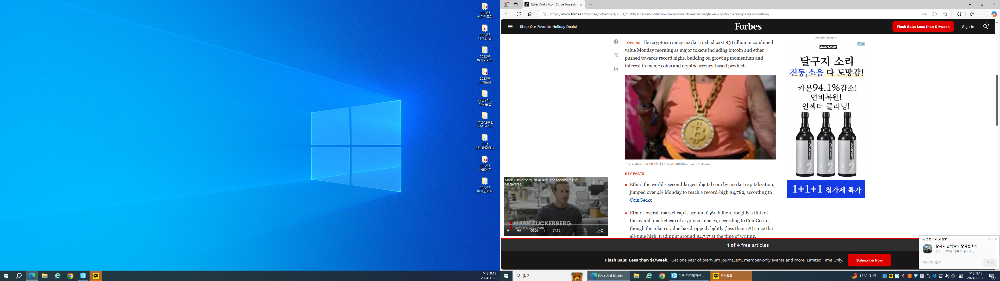 2023년
해인사포럼
2023년
바다와 법
2023년
해사법학부
2023년
나의논문
23년2학...
박사논문
22년 안수현
교수 디지...
22년
6권-바다와법
2022년
나의논문
2022년
해사법학부
오후 9:13
2024-12-02
Ether And Bitcoin Surge Towards
https://www.forbes.com/sites/roberthart/2021/11/08/ether-and-bitcoin-surge-towards-record-highs-as-crypto-market-passes-3-trillion/
Shop Our Favorite Holiday Deals!
Forbes
Flash Sale: Less than $1/week
Sign In
TOPLINE The cryptocurrency market rushed past $3 trillion in combined
value Monday morning as major tokens including bitcoin and ether
pushed towards record highs, building on growing momentum and
interest in meme coins and cryptocurrency-based products.
The crypto market hit $3 trillion Monday. GETTY IMAGES
KEY FACTS
Ether, the world's second-largest digital coin by market capitalization,
jumped over 4% Monday to reach a record-high $4,782, according to
CoinGecko.
Ether's overall market cap is around $560 billion, roughly a fifth of
the overall market cap of cryptocurrencies, according to CoinGecko,
though the token's value has dropped slightly (less than 1%) since the
all-time high, trading at around $4,737 at the time of writing.
Mark Zuckerberg On AI And The Magic Of The
Metaverse
MARK ZUCKERBERG
Founder & CEO, Meta
00:06 / 01:15
Forbes
ADVERTISEMENT
CARMIM
달구지 소리
진동,소음 다 도망감!
카본94.1%감소!
연비복원!
인젝터 클리닝!
CARMIM
DIESEL
2
CARMIM
DIESEL
2
CARMIM
DIESEL
2
1+1+1 첨가제 특가
1 of 4 free articles
Flash Sale: Less than $1/week. Get one year of premium journalism, member-only events and more. Limited Time Only.
Subscribe Now
한중법학회 회원방
장지화·법학박사·중국변호사
삼가 고인의 명복을 빕니다.
메시지 입력
전송
찾기
Ether And Bitcoin ...
미국 디지털자산 ...
TALK
카카오톡
15°C 맑음
오후 9:13
2024-12-02